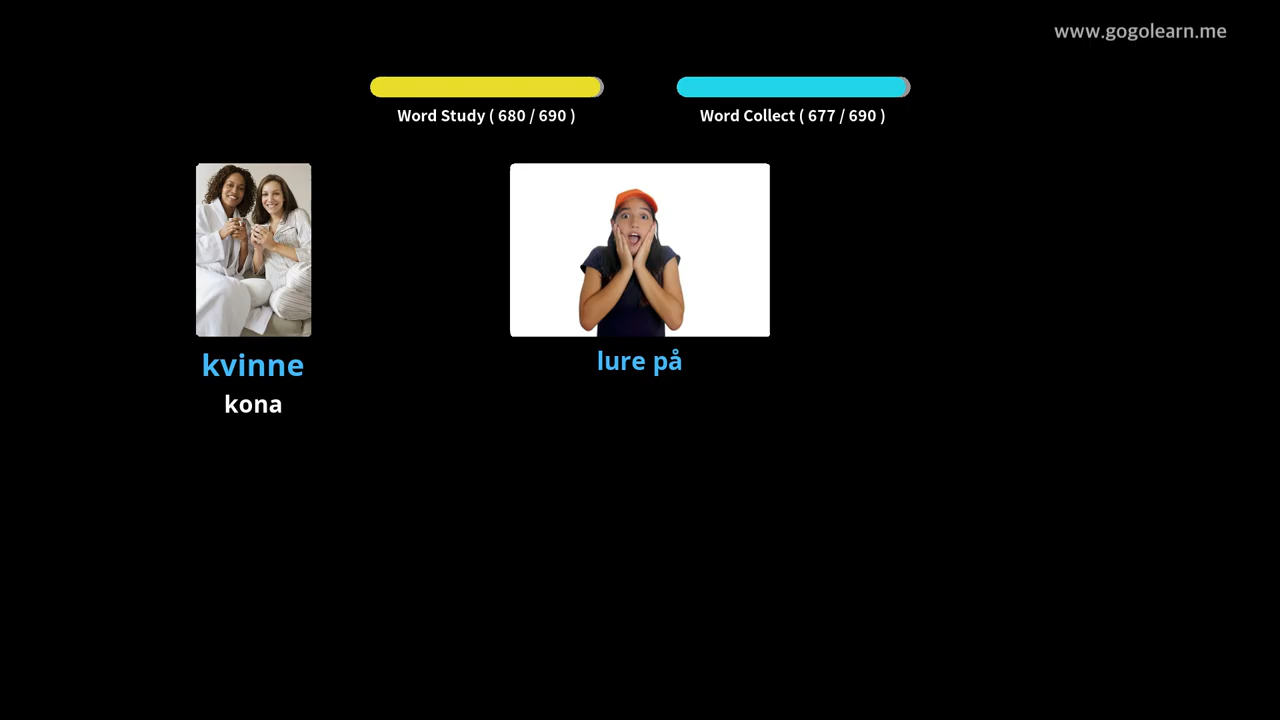 www.gogolearn.me
Word Study ( 680 / 690 )
Word Collect ( 677 / 690 )
kvinne
kona
lure på